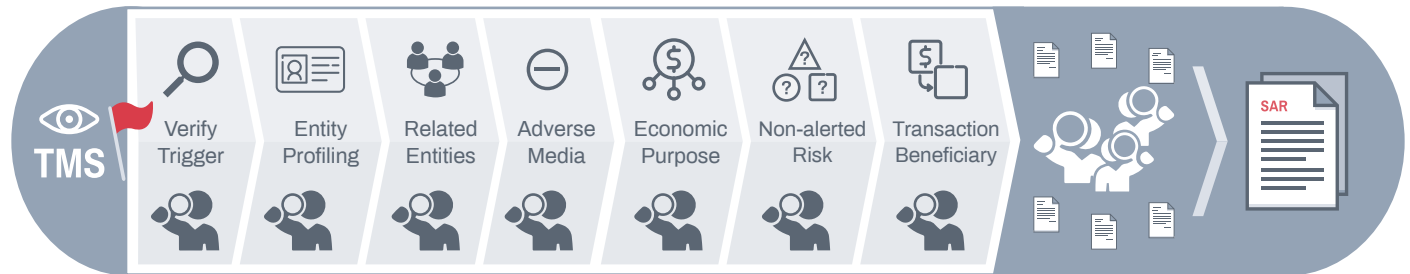 TMS
Verify
Trigger
Entity
Profiling
Related
Entities
Adverse
Media
Economic
Purpose
Non-alerted
Risk
Transaction
Beneficiary
$
?
?
?
$
SAR